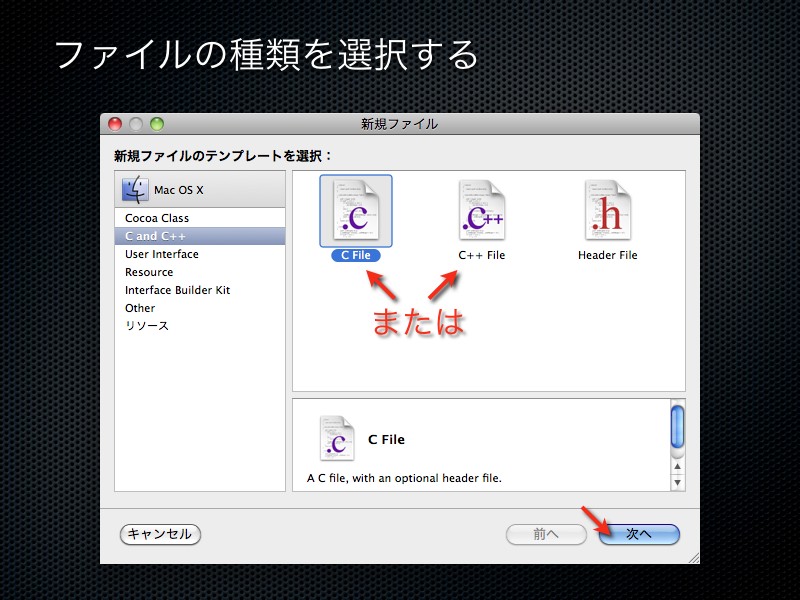 ファイルの種類を選択する
新規ファイル
新規ファイルのテンプレートを選択：
Mac OS X
Cocoa Class
C and C++
User Interface
Resource
Interface Builder Kit
Other
リソース
.c
.c++
.h
C File
C++ File
Header File
または
.c
C File
A C file, with an optional header file.
キャンセル
前へ
次へ